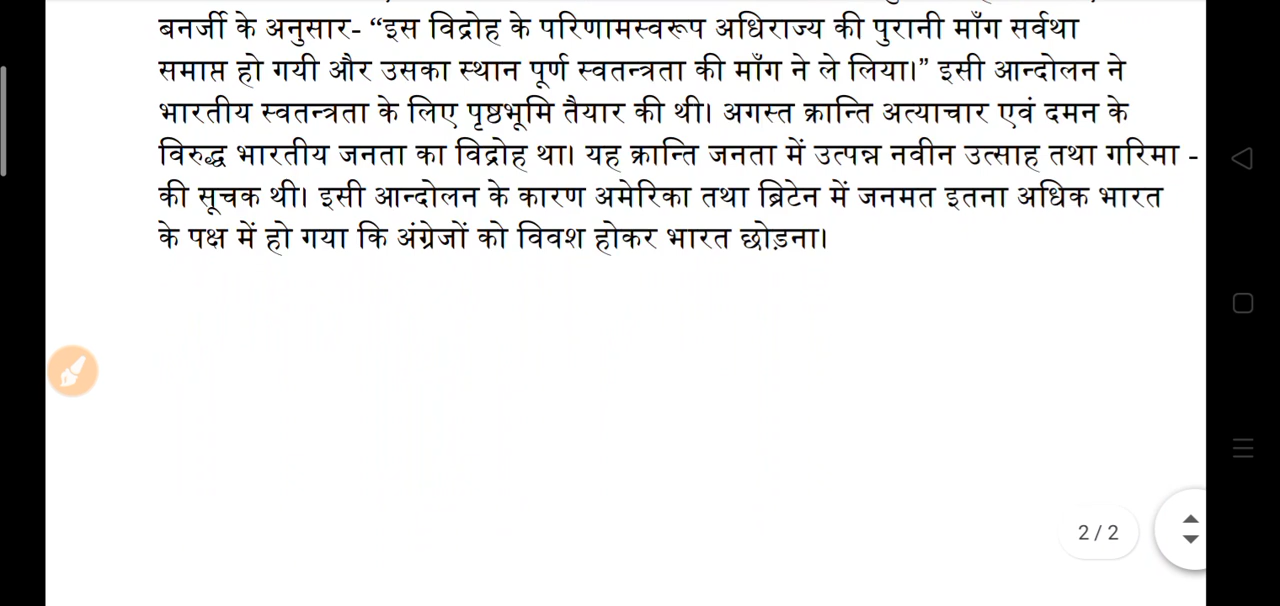 बनर्जी के अनुसार- “इस विद्रोह के परिणामस्वरूप अधिराज्य की पुरानी माँग सर्वथा
समाप्त हो गयी और उसका स्थान पूर्ण स्वतन्त्रता की माँग ने ले लिया।” इसी आन्दोलन ने
भारतीय स्वतन्त्रता के लिए पृष्ठभूमि तैयार की थी। अगस्त क्रान्ति अत्याचार एवं दमन के
विरुद्ध भारतीय जनता का विद्रोह था। यह क्रान्ति जनता में उत्पन्न नवीन उत्साह तथा गरिमा -
की सूचक थी। इसी आन्दोलन के कारण अमेरिका तथा ब्रिटेन में जनमत इतना अधिक भारत
के पक्ष में हो गया कि अंग्रेजों को विवश होकर भारत छोड़ना।
2 / 2